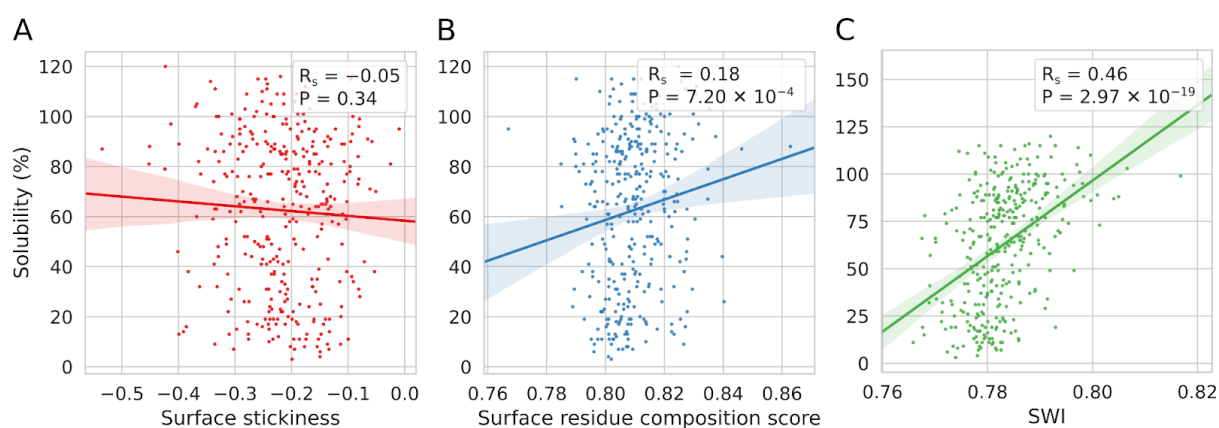 A
B
C
Solubility (%)
120
100
80
60
40
20
0
R_s = −0.05
P = 0.34
−0.5 −0.4 −0.3 −0.2 −0.1 0.0
Surface stickiness
120
100
80
60
40
20
0
R_s = 0.18
P = 7.20 × 10⁻⁴
0.76 0.78 0.80 0.82 0.84 0.86
Surface residue composition score
150
125
100
75
50
25
0
R_s = 0.46
P = 2.97 × 10⁻¹⁹
0.76 0.78 0.80 0.82
SWI